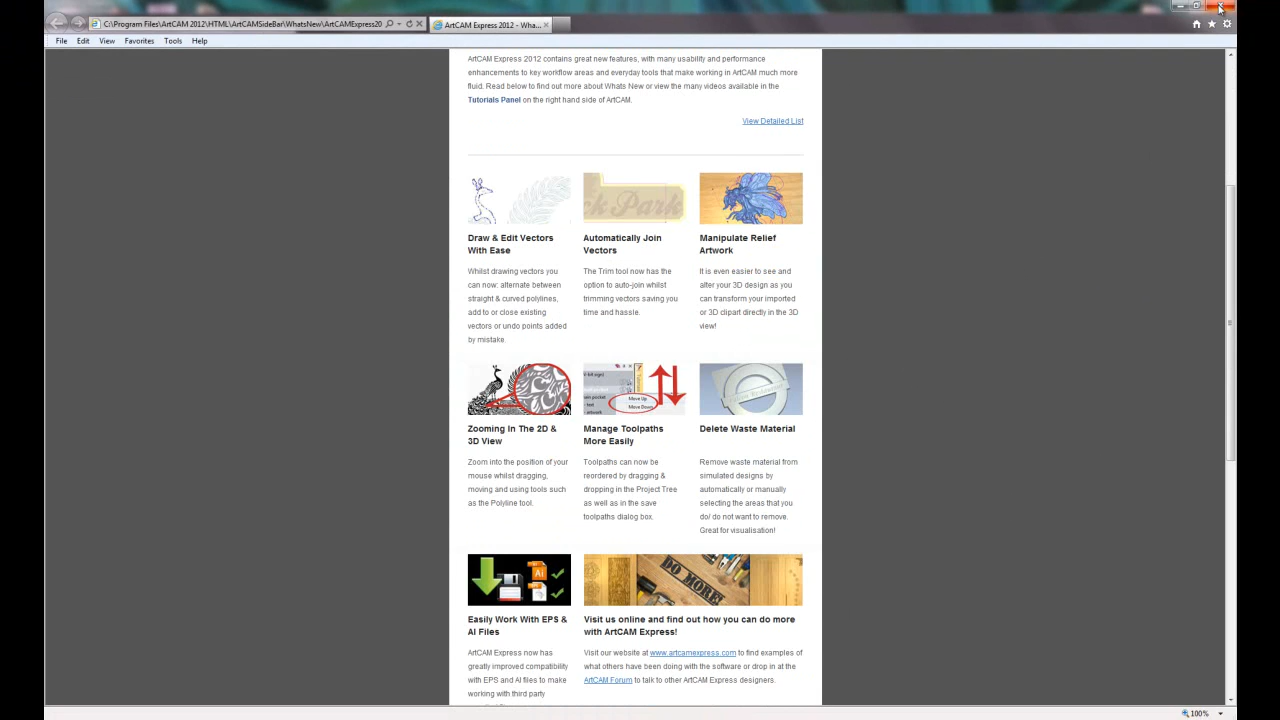 C:\Program Files\ArtCAM 2012\HTML\ArtCAMSideBar\WhatsNew\ArtCAMExpress20
ArtCAM Express 2012 - Wha...
File Edit View Favorites Tools Help
ArtCAM Express 2012 contains great new features, with many usability and performance
enhancements to key workflow areas and everyday tools that make working in ArtCAM much more
fluid. Read below to find out more about Whats New or view the many videos available in the
Tutorials Panel on the right hand side of ArtCAM.
View Detailed List
ck Park
Draw & Edit Vectors
With Ease
Whilst drawing vectors you
can now: alternate between
straight & curved polylines,
add to or close existing
vectors or undo points added
by mistake.
Automatically Join
Vectors
The Trim tool now has the
option to auto-join whilst
trimming vectors saving you
time and hassle.
Manipulate Relief
Artwork
It is even easier to see and
alter your 3D design as you
can transform your imported
or 3D clipart directly in the 3D
view!
Move Up
Move Down
Zooming In The 2D &
3D View
Zoom into the position of your
mouse whilst dragging,
moving and using tools such
as the Polyline tool.
Manage Toolpaths
More Easily
Toolpaths can now be
reordered by dragging &
dropping in the Project Tree
as well as in the save
toolpaths dialog box.
Delete Waste Material
Remove waste material from
simulated designs by
automatically or manually
selecting the areas that you
do/ do not want to remove.
Great for visualisation!
Ai
DO MORE
Easily Work With EPS &
AI Files
ArtCAM Express now has
greatly improved compatibility
with EPS and AI files to make
working with third party
Visit us online and find out how you can do more
with ArtCAM Express!
Visit our website at www.artcamexpress.com to find examples of
what others have been doing with the software or drop in at the
ArtCAM Forum to talk to other ArtCAM Express designers.
100%